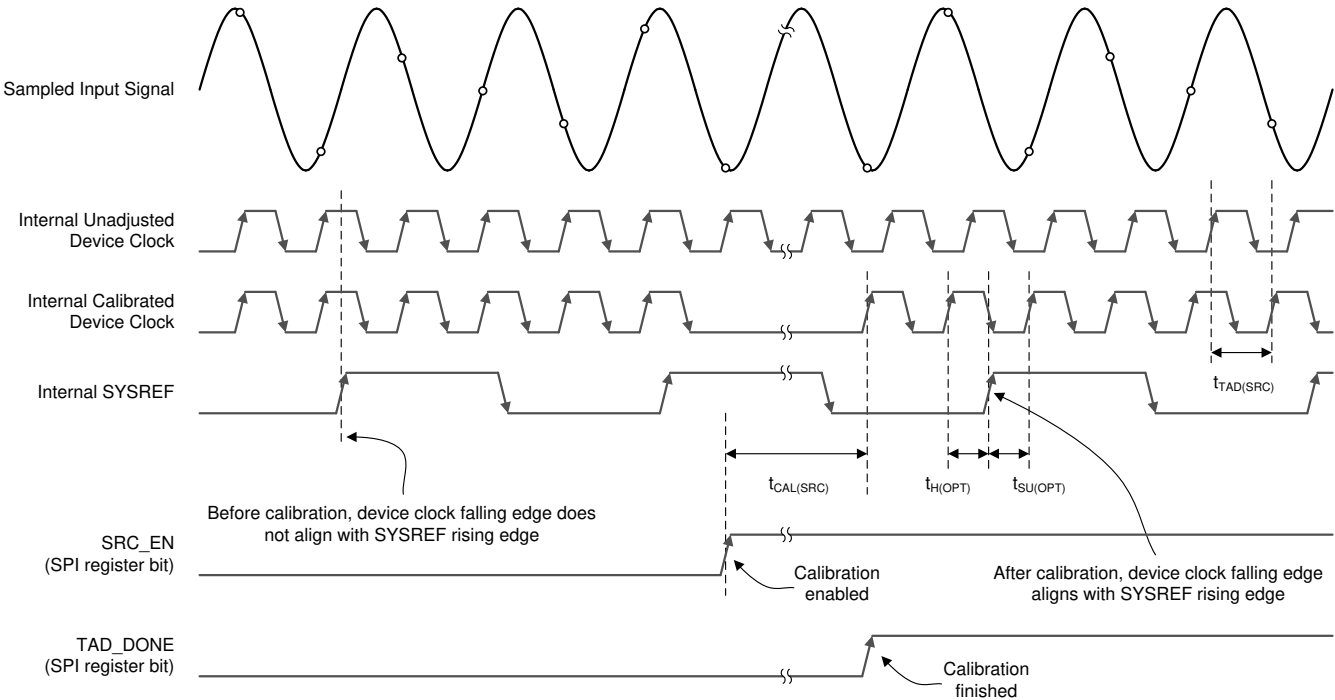 Sampled Input Signal
Internal Unadjusted
Device Clock
Internal Calibrated
Device Clock
tTAD(SRC)
Internal SYSREF
tCAL(SRC)
tH(OPT)
tSU(OPT)
Before calibration, device clock falling edge does
not align with SYSREF rising edge
SRC_EN
(SPI register bit)
Calibration
enabled
After calibration, device clock falling edge
aligns with SYSREF rising edge
TAD_DONE
(SPI register bit)
Calibration
finished